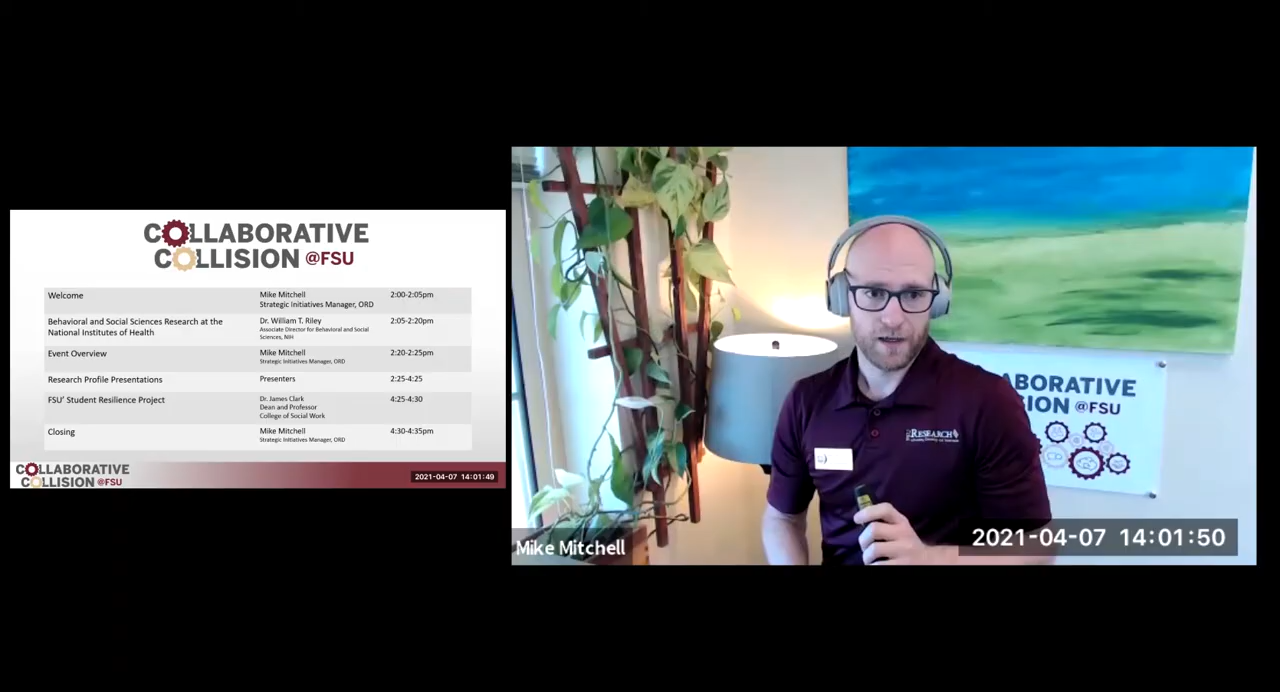 COLLABORATIVE
COLLISION @FSU
Welcome
Mike Mitchell
Strategic Initiatives Manager, ORD
2:00-2:05pm
Behavioral and Social Sciences Research at the
National Institutes of Health
Dr. William T. Riley
Associate Director for Behavioral and Social
Sciences, NIH
2:05-2:20pm
Event Overview
Mike Mitchell
Strategic Initiatives Manager, ORD
2:20-2:25pm
Research Profile Presentations
Presenters
2:25-4:25
FSU' Student Resilience Project
Dr. James Clark
Dean and Professor
College of Social Work
4:25-4:30
Closing
Mike Mitchell
Strategic Initiatives Manager, ORD
4:30-4:35pm
COLLABORATIVE
COLLISION @FSU
2021-04-07 14:01:49
ABORATIVE
ION @FSU
RESEARCH
Mike Mitchell
2021-04-07 14:01:50